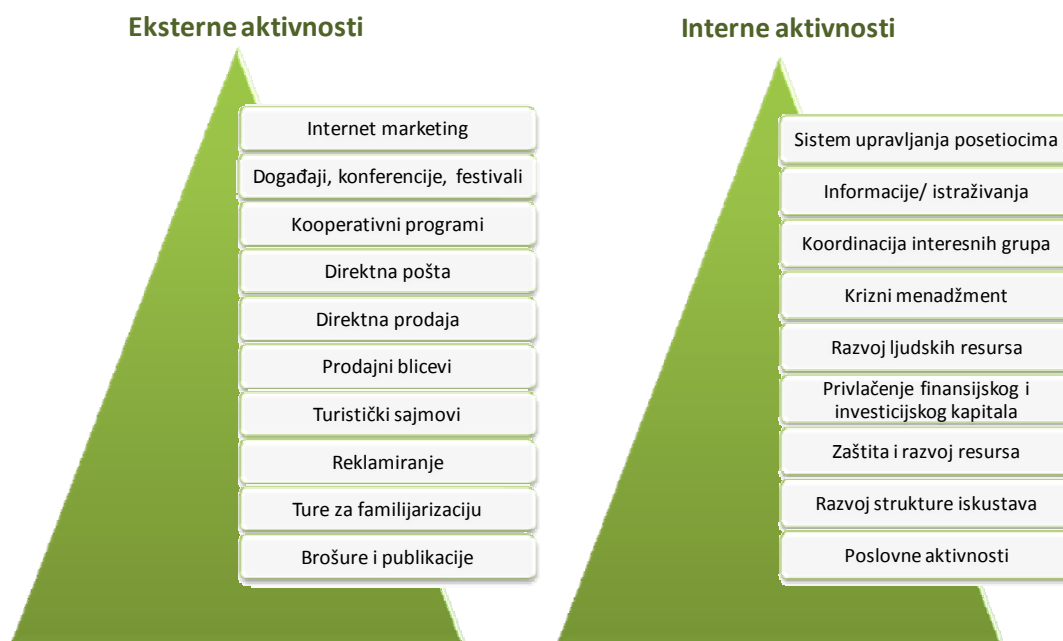 Eksterne aktivnosti
Internet marketing
Događaji, konferencije, festivali
Kooperativni programi
Direktna pošta
Direktna prodaja
Prodajni blicevi
Turistički sajmovi
Reklamiranje
Ture za familijarizaciju
Brošure i publikacije
Interne aktivnosti
Sistem upravljanja posetiocima
Informacije/ istraživanja
Koordinacija interesnih grupa
Krizni menadžment
Razvoj ljudskih resursa
Privlačenje finansijskog i
investicijskog kapitala
Zaštita i razvoj resursa
Razvoj strukture iskustava
Poslovne aktivnosti